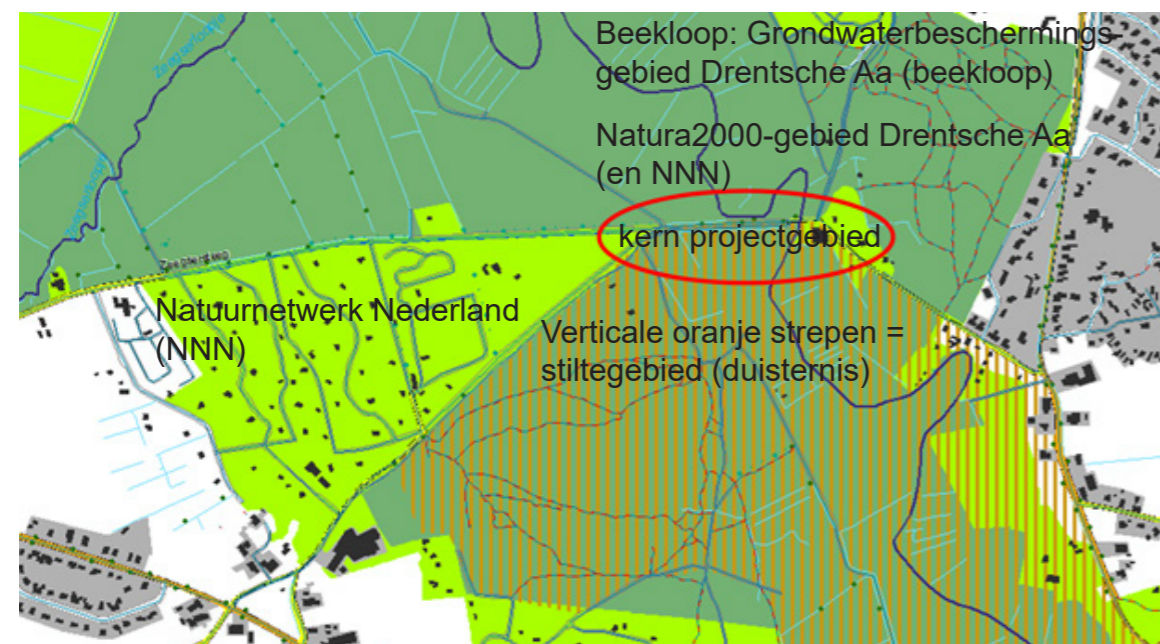 Beekloop: Grondwaterbeschermings-
gebied Drentsche Aa (beekloop)
Natura2000-gebied Drentsche Aa
(en NNN)
kern projectgebied
Natuurnetwerk Nederland
(NNN)
Verticale oranje strepen =
stiltegebied (duisternis)
Zeegserloopje